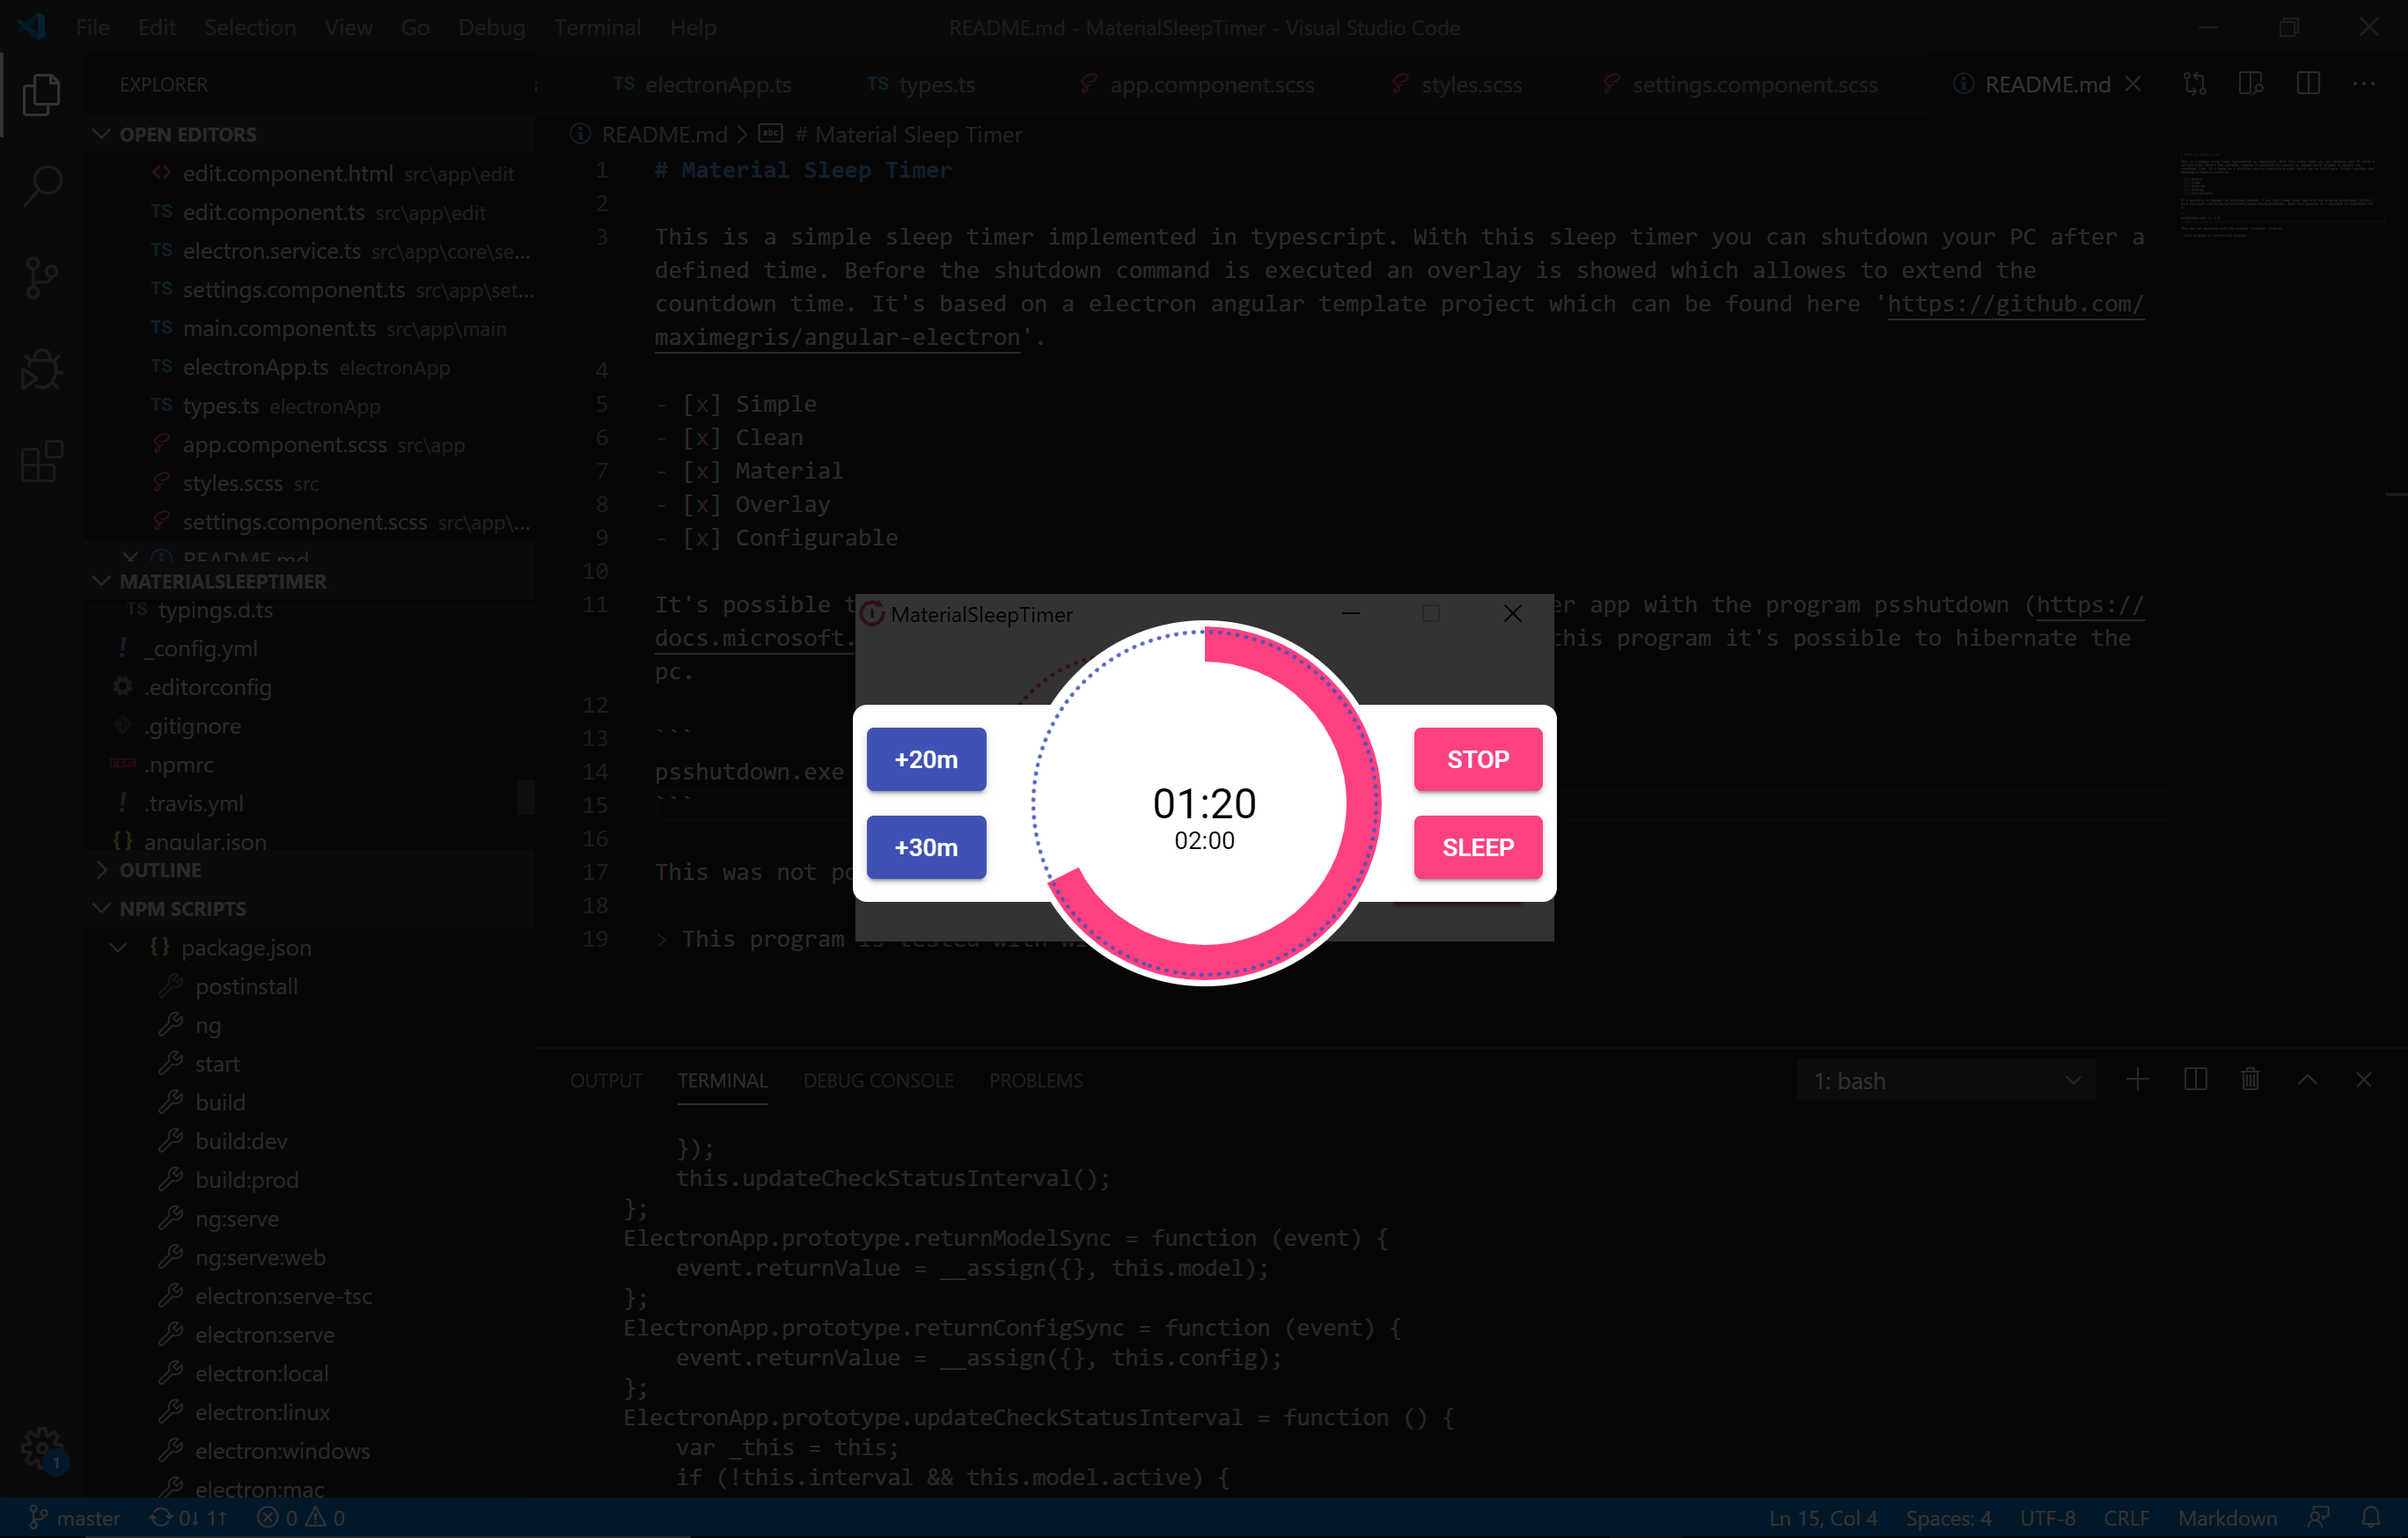 File Edit Selection View Go Debug Terminal Help
README.md - MaterialSleepTimer - Visual Studio Code
EXPLORER
OPEN EDITORS
edit.component.html src\app\edit
edit.component.ts src\app\edit
electron.service.ts src\app\core\se...
settings.component.ts src\app\set...
main.component.ts src\app\main
electronApp.ts electronApp
types.ts electronApp
app.component.scss src\app
styles.scss src
settings.component.scss src\app\...
README.md
MATERIALSLEEPTIMER
typings.d.ts
_config.yml
.editorconfig
.gitignore
.npmrc
.travis.yml
angular.json
OUTLINE
NPM SCRIPTS
package.json
postinstall
ng
start
build
build:dev
build:prod
ng:serve
ng:serve:web
electron:serve-tsc
electron:serve
electron:local
electron:linux
electron:windows
electron:mac
TS electronApp.ts TS types.ts app.component.scss styles.scss settings.component.scss README.md
README.md > # Material Sleep Timer
1 # Material Sleep Timer
2
3 This is a simple sleep timer implemented in typescript. With this sleep timer you can shutdown your PC after a
defined time. Before the shutdown command is executed an overlay is showed which allowes to extend the
countdown time. It's based on a electron angular template project which can be found here 'https://github.com/
maximegris/angular-electron'.
4
5 - [x] Simple
6 - [x] Clean
7 - [x] Material
8 - [x] Overlay
9 - [x] Configurable
10
11 It's possible app with the program psshutdown (https://
docs.microsoft. this program it's possible to hibernate the
pc.
12
13 ```
14 psshutdown.exe
15 ```
16
17 This was not
18
19 > This program is tested with
MaterialSleepTimer
+20m
+30m
01:20
02:00
STOP
SLEEP
OUTPUT TERMINAL DEBUG CONSOLE PROBLEMS
1: bash
});
this.updateCheckStatusInterval();
};
ElectronApp.prototype.returnModelSync = function (event) {
event.returnValue = __assign({}, this.model);
};
ElectronApp.prototype.returnConfigSync = function (event) {
event.returnValue = __assign({}, this.config);
};
ElectronApp.prototype.updateCheckStatusInterval = function () {
var _this = this;
if (!this.interval && this.model.active) {
master 0↓ 1↑ 0 0
Ln 15, Col 4 Spaces: 4 UTF-8 CRLF Markdown